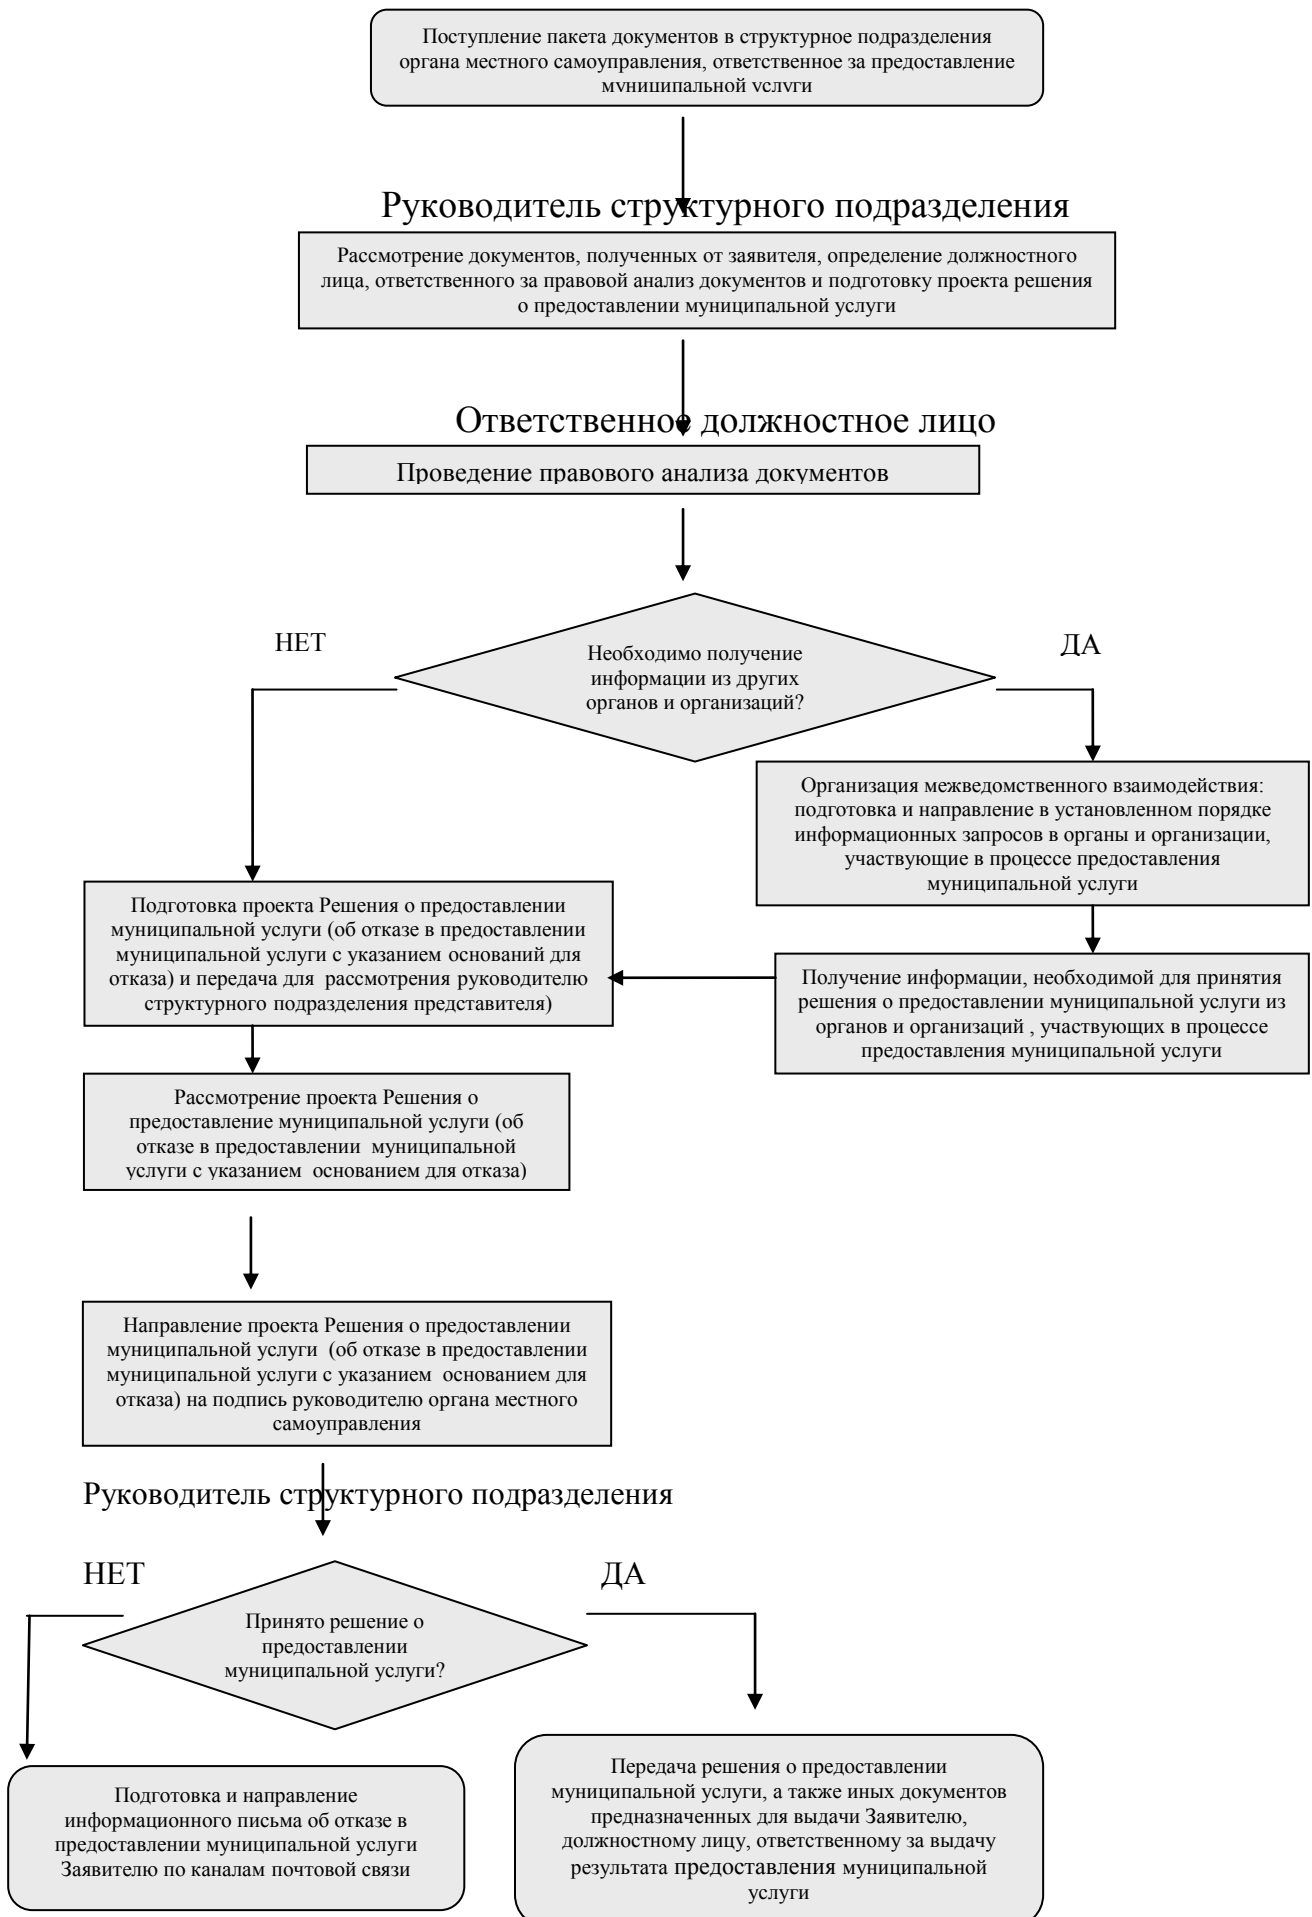 Поступление пакета документов в структурное подразделения
органа местного самоуправления, ответственное за предоставление
муниципальной услуги
Руководитель структурного подразделения
Рассмотрение документов, полученных от заявителя, определение должностного
лица, ответственного за правовой анализ документов и подготовку проекта решения
о предоставлении муниципальной услуги
Ответственное должностное лицо
Проведение правового анализа документов
НЕТ
ДА
Необходимо получение
информации из других
органов и организаций?
Организация межведомственного взаимодействия:
подготовка и направление в установленном порядке
информационных запросов в органы и организации,
участвующие в процессе предоставления
муниципальной услуги
Подготовка проекта Решения о предоставлении
муниципальной услуги (об отказе в предоставлении
муниципальной услуги с указанием оснований для
отказа) и передача для рассмотрения руководителю
структурного подразделения представителя)
Получение информации, необходимой для принятия
решения о предоставлении муниципальной услуги из
органов и организаций , участвующих в процессе
предоставления муниципальной услуги
Рассмотрение проекта Решения о
предоставление муниципальной услуги (об
отказе в предоставлении муниципальной
услуги с указанием основанием для отказа)
Направление проекта Решения о предоставлении
муниципальной услуги (об отказе в предоставлении
муниципальной услуги с указанием основанием для
отказа) на подпись руководителю органа местного
самоуправления
Руководитель структурного подразделения
НЕТ
ДА
Принято решение о
предоставлении
муниципальной услуги?
Подготовка и направление
информационного письма об отказе в
предоставлении муниципальной услуги
Заявителю по каналам почтовой связи
Передача решения о предоставлении
муниципальной услуги, а также иных документов
предназначенных для выдачи Заявителю,
должностному лицу, ответственному за выдачу
результата предоставления муниципальной
услуги